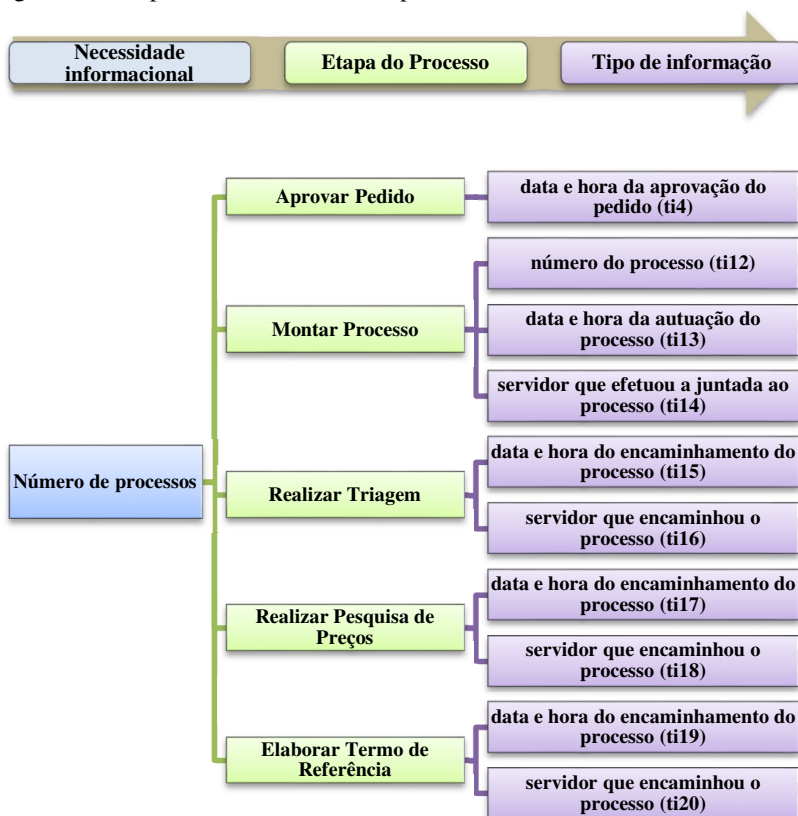 Necessidade
informacional
Etapa do Processo
Tipo de informação
Aprovar Pedido
data e hora da aprovação do
pedido (ti4)
Montar Processo
número do processo (ti12)
data e hora da autuação do
processo (ti13)
servidor que efetuou a juntada ao
processo (ti14)
Número de processos
Realizar Triagem
data e hora do encaminhamento do
processo (ti15)
servidor que encaminhou o
processo (ti16)
Realizar Pesquisa de
Preços
data e hora do encaminhamento do
processo (ti17)
servidor que encaminhou o
processo (ti18)
Elaborar Termo de
Referência
data e hora do encaminhamento do
processo (ti19)
servidor que encaminhou o
processo (ti20)